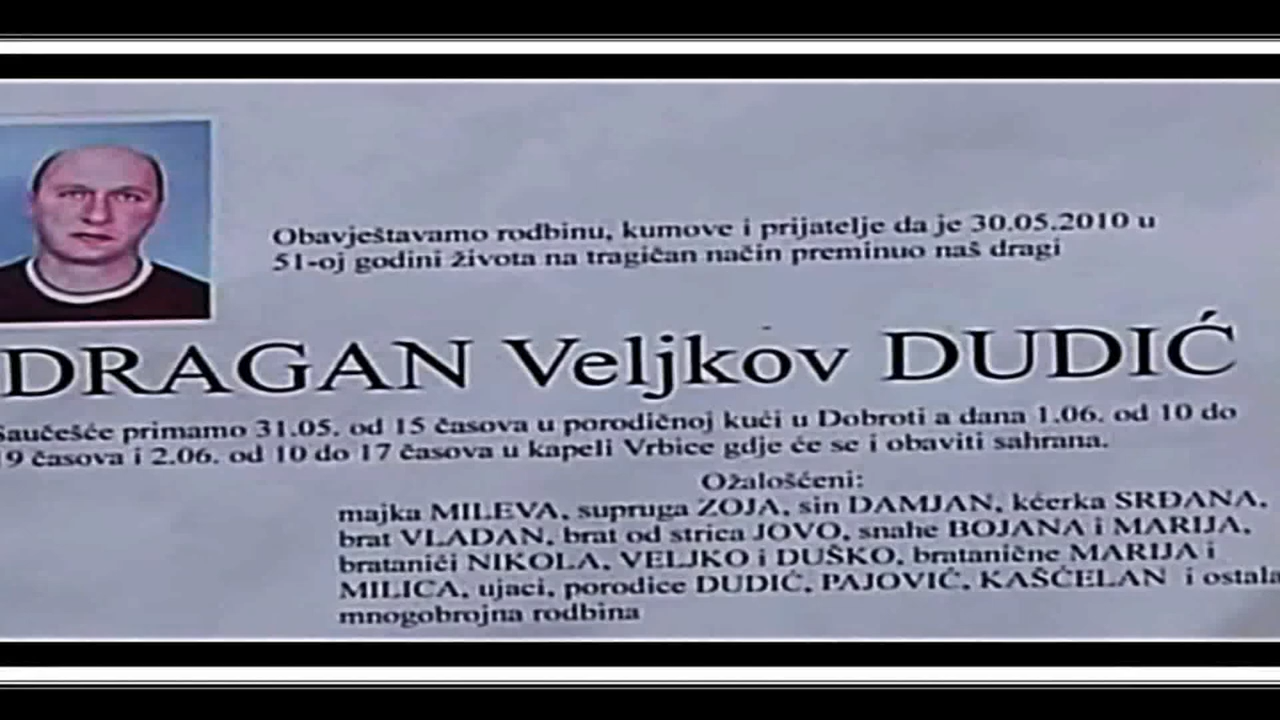 Obavještavamo rodbinu, kumove i prijatelje da je 30.05.2010 u
51-oj godini života na tragičan način preminuo naš dragi
DRAGAN Veljkov DUDIĆ
Saučešće primamo 31.05. od 15 časova u porodičnoj kući u Dobroti a dana 1.06. od 10 do
19 časova i 2.06. od 10 do 17 časova u kapeli Vrbice gdje će se i obaviti sahrana.
Ožalošćeni:
majka MILEVA, supruga ZOJA, sin DAMJAN, kćerka SRĐANA,
brat VLADAN, brat od strica JOVO, snahe BOJANA i MARIJA,
bratanići NIKOLA, VELJKO i DUŠKO, bratanične MARIJA i
MILICA, ujaci, porodice DUDIĆ, PAJOVIĆ, KAŠĆELAN i ostala
mnogobrojna rodbina